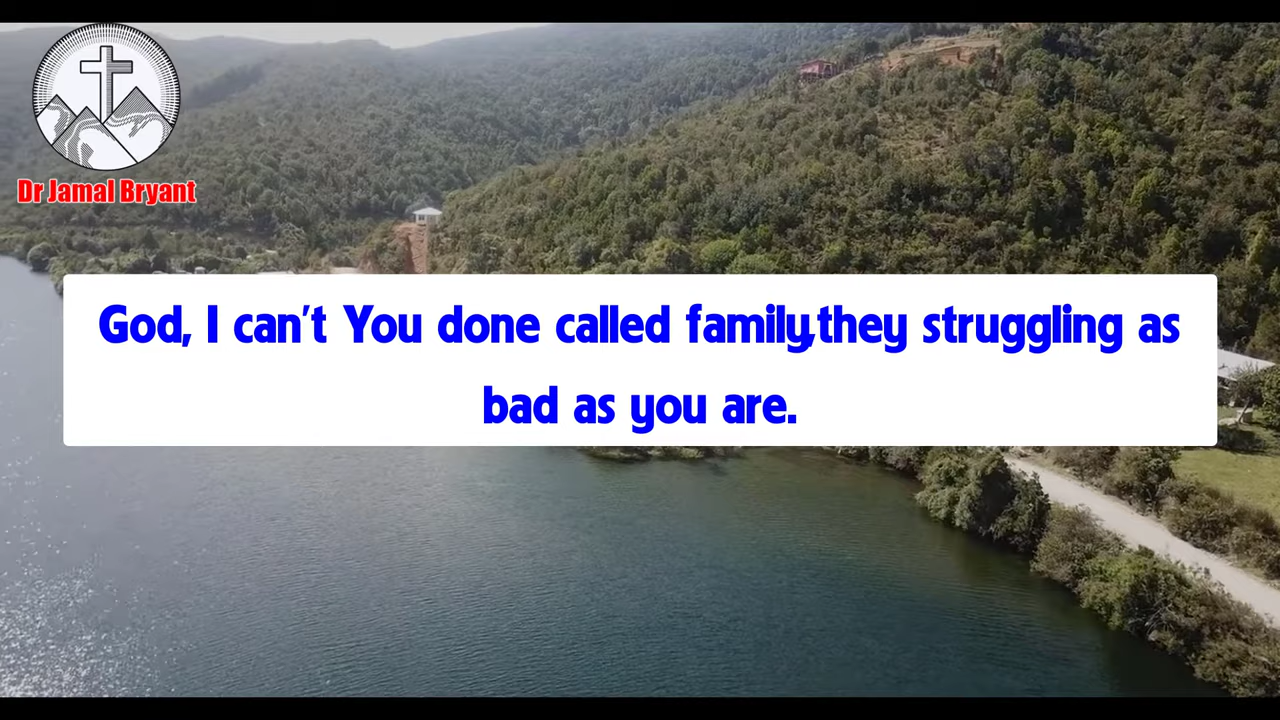 Dr Jamal Bryant
God, I can't You done called family,they struggling as
bad as you are.